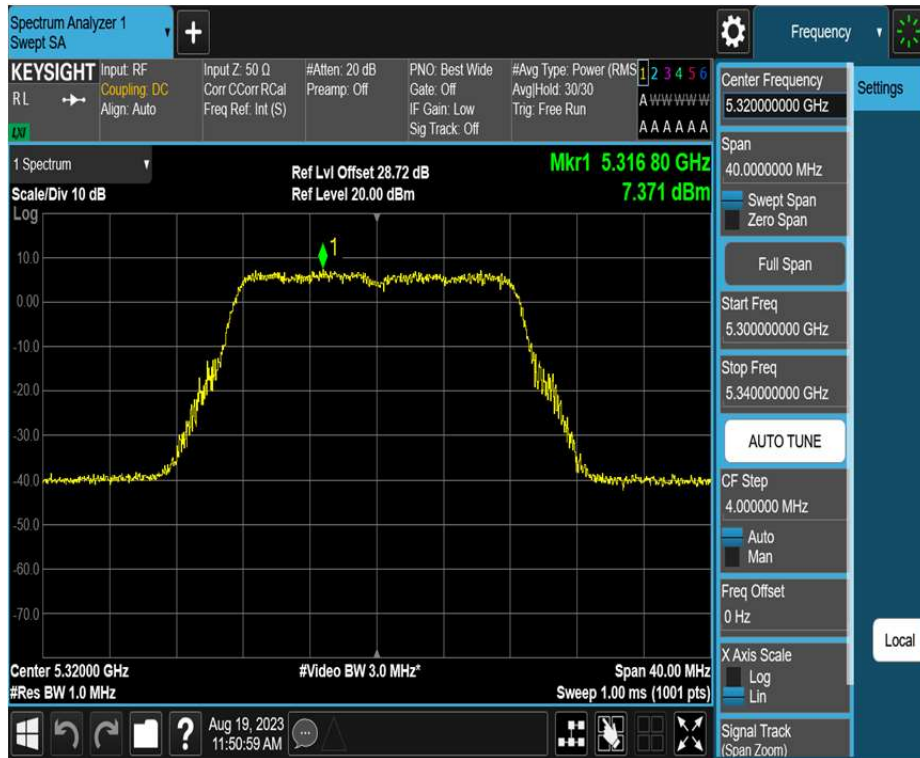 Spectrum Analyzer 1
Swept SA
+
Frequency
KEYSIGHT
R L
LXI
Input: RF
Coupling: DC
Align: Auto
Input Z: 50 Ω
Corr CCorr RCal
Freq Ref: Int (S)
#Atten: 20 dB
Preamp: Off
PNO: Best Wide
Gate: Off
IF Gain: Low
Sig Track: Off
#Avg Type: Power (RMS
Avg|Hold: 30/30
Trig: Free Run
1 2 3 4 5 6
A W W W W W
A A A A A A
1 Spectrum
Scale/Div 10 dB
Log
Ref Lvl Offset 28.72 dB
Ref Level 20.00 dBm
Mkr1 5.316 80 GHz
7.371 dBm
1
10.0
0.00
-10.0
-20.0
-30.0
-40.0
-50.0
-60.0
-70.0
Center 5.32000 GHz
#Res BW 1.0 MHz
#Video BW 3.0 MHz*
Span 40.00 MHz
Sweep 1.00 ms (1001 pts)
?
Aug 19, 2023
11:50:59 AM
Center Frequency
5.320000000 GHz
Span
40.0000000 MHz
Swept Span
Zero Span
Full Span
Start Freq
5.300000000 GHz
Stop Freq
5.340000000 GHz
AUTO TUNE
CF Step
4.000000 MHz
Auto
Man
Freq Offset
0 Hz
X Axis Scale
Log
Lin
Signal Track
(Span Zoom)
Settings
Local